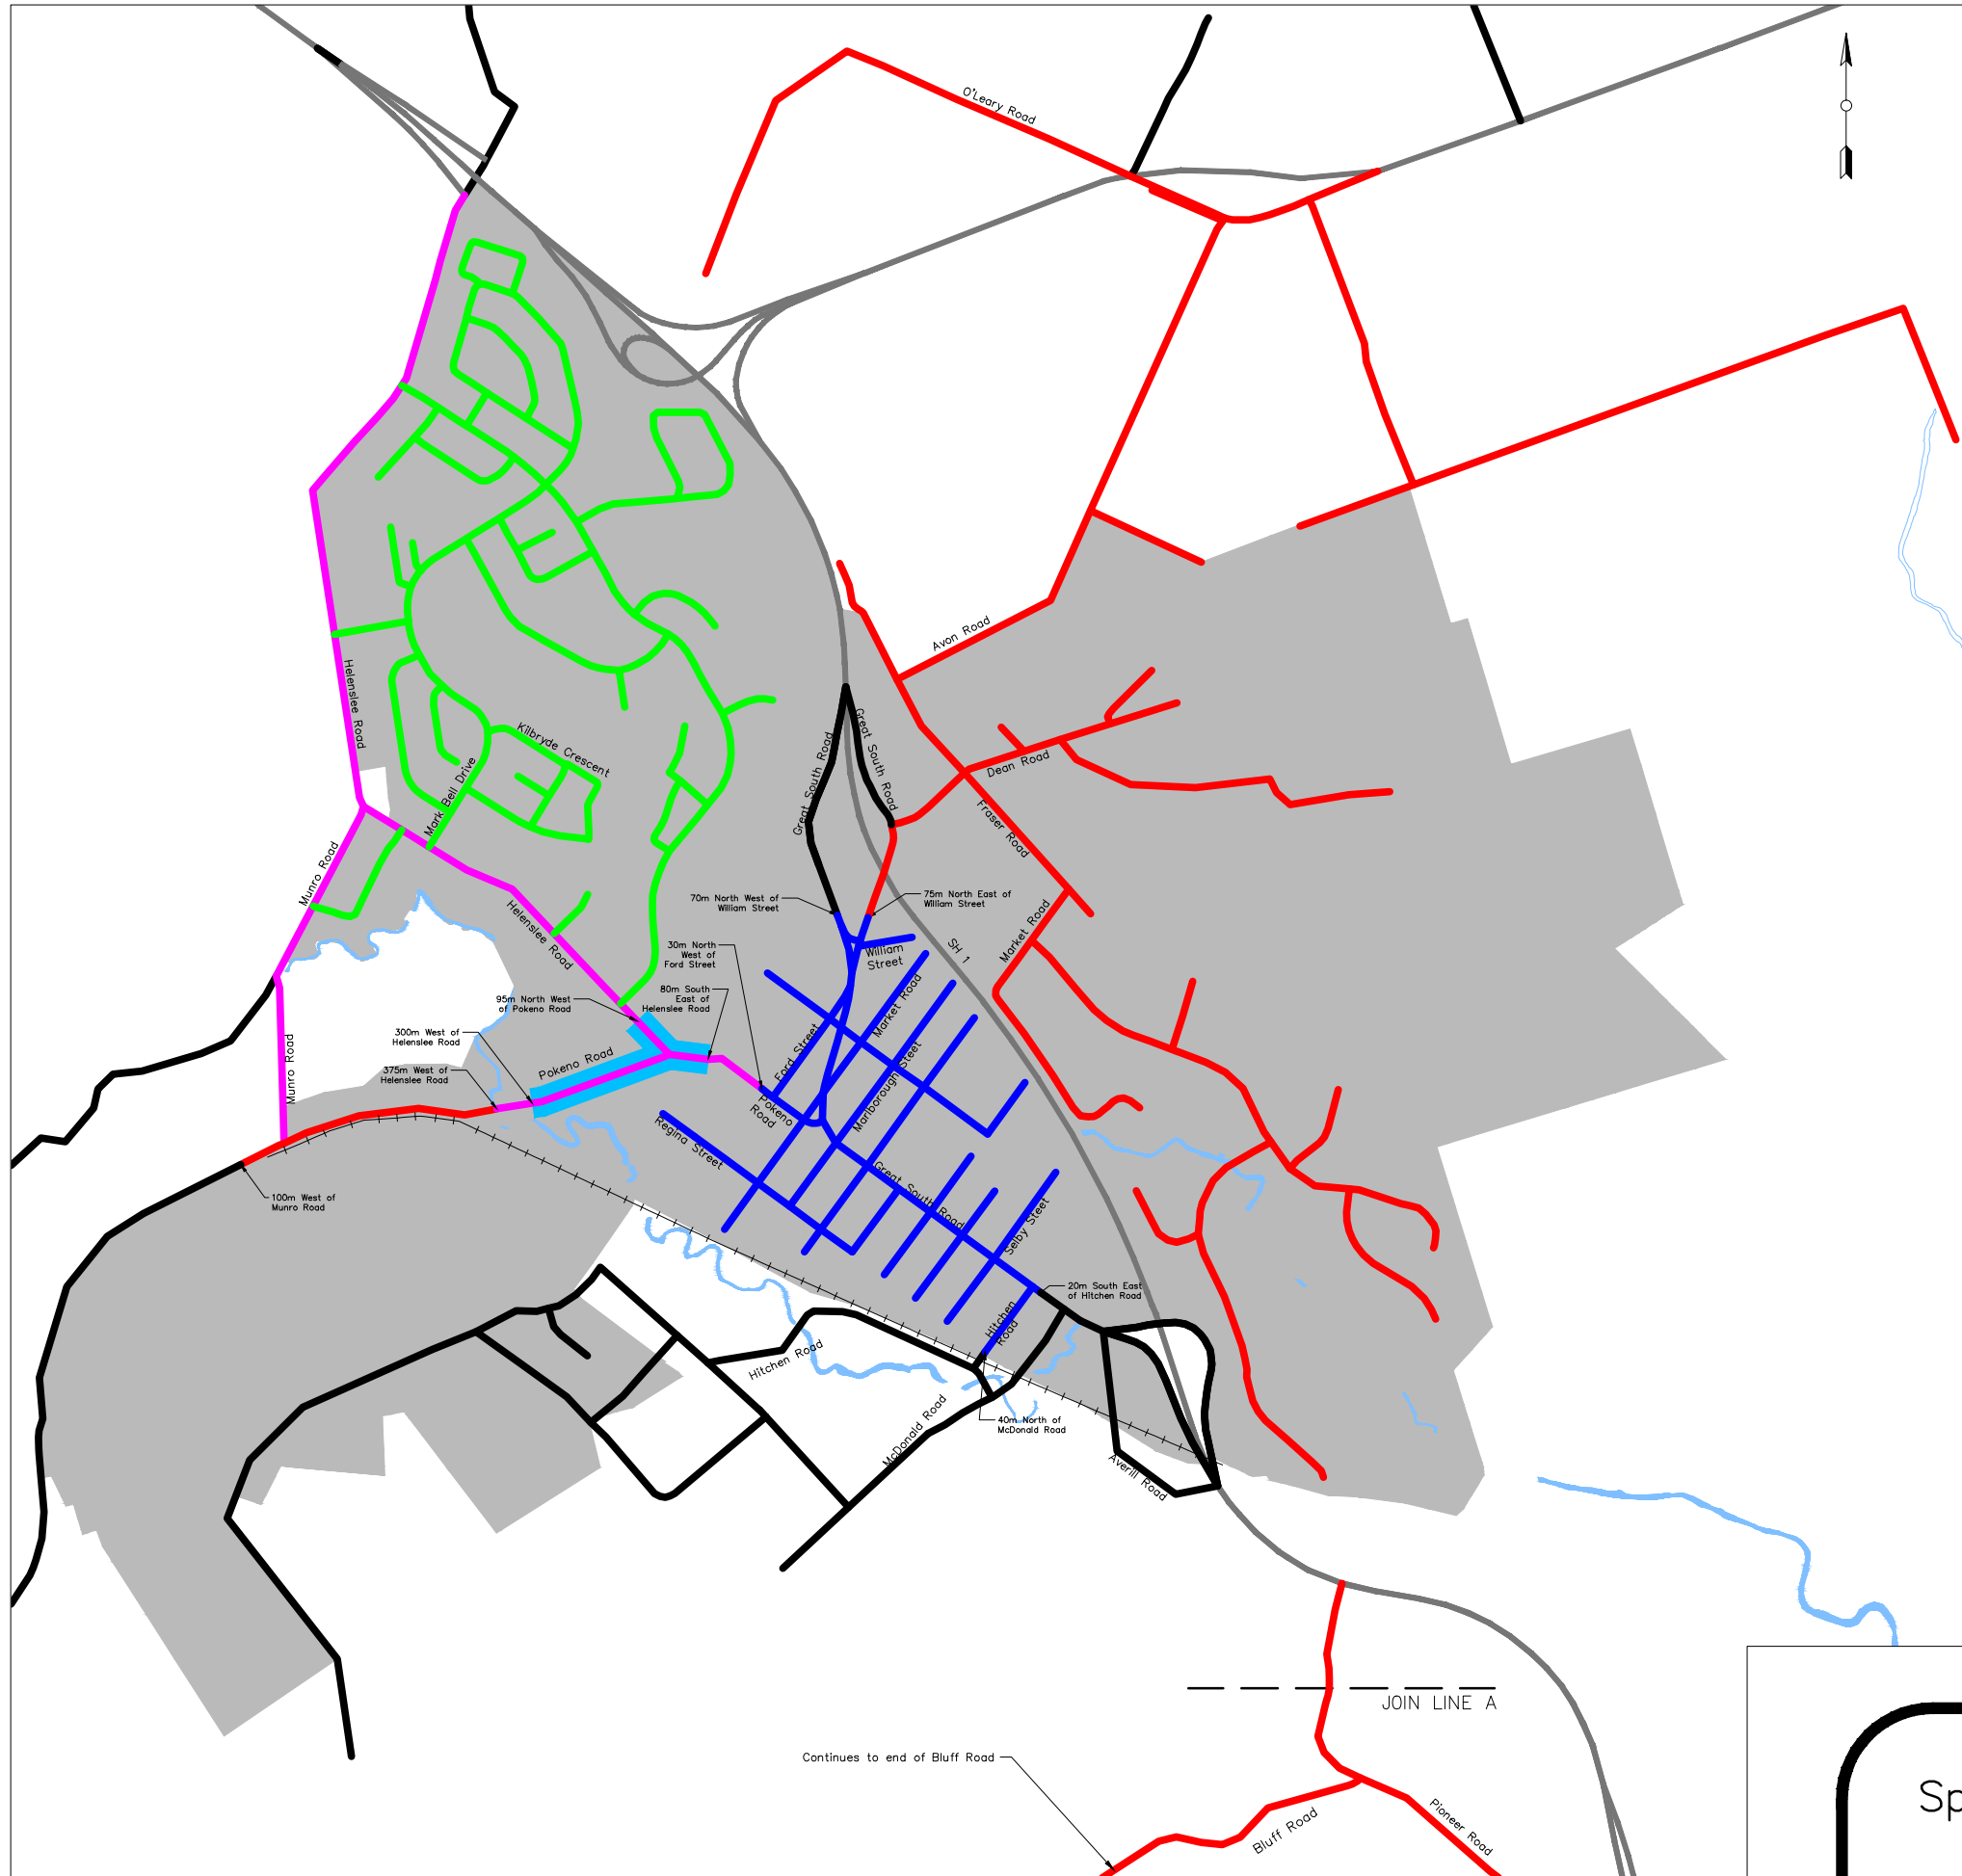 O'Leary Road
Avon Road
Helenslee Road
Kilbryde Crescent
Mark Bell Drive
Great South Road
Great South Road
Dean Road
Fraser Road
Munro Road
70m North West of
William Street
75m North East of
William Street
Helenslee Road
Market Road
SH 1
30m North
West of
Ford Street
William
Street
80m South
East of
Helenslee Road
95m North West
of Pokeno Road
Market Road
300m West of
Helenslee Road
Ford Street
Pokeno Road
375m West of
Helenslee Road
Munro Road
Marlborough Steet
Pokeno
Road
Regina Street
Great South Road
100m West of
Munro Road
Selby Steet
20m South East
of Hitchen Road
Hitchen
Road
Hitchen Road
McDonald Road
40m North of
McDonald Road
Averill Road
JOIN LINE A
Continues to end of Bluff Road
Bluff Road
Pioneer Road
Sp